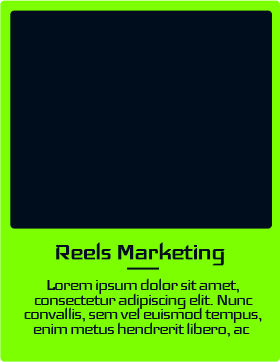 Reels Marketing
Lorem ipsum dolor sit amet,
consectetur adipiscing elit. Nunc
convallis, sem vel euismod tempus,
enim metus hendrerit libero, ac